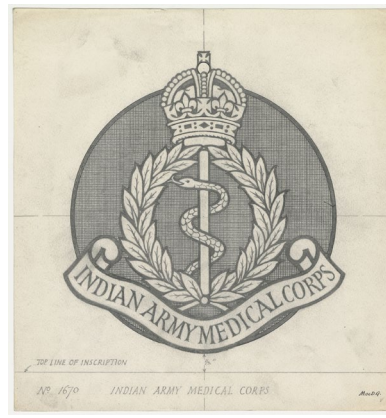 INDIAN ARMY MEDICAL CORPS
TOP LINE OF INSCRIPTION
No 1670 INDIAN ARMY MEDICAL CORPS